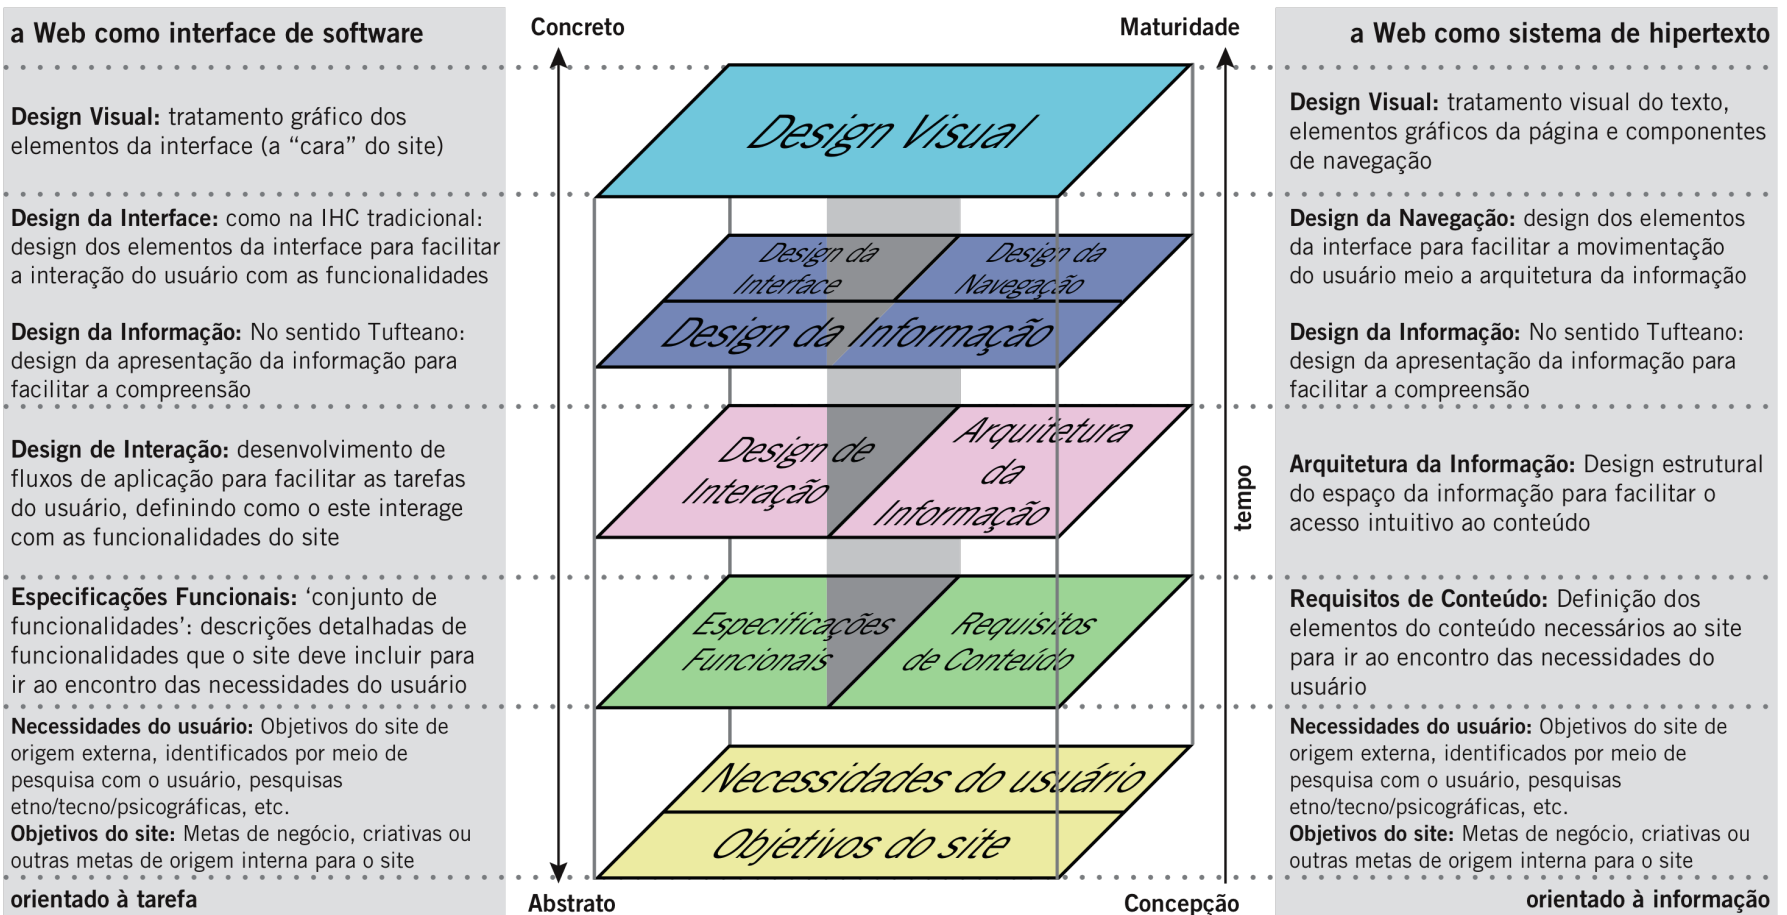 a Web como interface de software
Design Visual: tratamento gráfico dos
elementos da interface (a “cara” do site)
Design da Interface: como na IHC tradicional:
design dos elementos da interface para facilitar
a interação do usuário com as funcionalidades
Design da Informação: No sentido Tufteano:
design da apresentação da informação para
facilitar a compreensão
Design de Interação: desenvolvimento de
fluxos de aplicação para facilitar as tarefas
do usuário, definindo como o este interage
com as funcionalidades do site
Especificações Funcionais: ‘conjunto de
funcionalidades’: descrições detalhadas de
funcionalidades que o site deve incluir para
ir ao encontro das necessidades do usuário
Necessidades do usuário: Objetivos do site de
origem externa, identificados por meio de
pesquisa com o usuário, pesquisas
etno/tecno/psicográficas, etc.
Objetivos do site: Metas de negócio, criativas ou
outras metas de origem interna para o site
orientado à tarefa
Concreto
Maturidade
Design Visual
Design da
Interface
Design da
Navegação
Design da Informação
Design de
Interação
Arquitetura
da
Informação
Especificações
Funcionais
Requisitos
de Conteúdo
Necessidades do usuário
Objetivos do site
tempo
Abstrato
Concepção
a Web como sistema de hipertexto
Design Visual: tratamento visual do texto,
elementos gráficos da página e componentes
de navegação
Design da Navegação: design dos elementos
da interface para facilitar a movimentação
do usuário meio a arquitetura da informação
Design da Informação: No sentido Tufteano:
design da apresentação da informação para
facilitar a compreensão
Arquitetura da Informação: Design estrutural
do espaço da informação para facilitar o
acesso intuitivo ao conteúdo
Requisitos de Conteúdo: Definição dos
elementos do conteúdo necessários ao site
para ir ao encontro das necessidades do
usuário
Necessidades do usuário: Objetivos do site de
origem externa, identificados por meio de
pesquisa com o usuário, pesquisas
etno/tecno/psicográficas, etc.
Objetivos do site: Metas de negócio, criativas ou
outras metas de origem interna para o site
orientado à informação